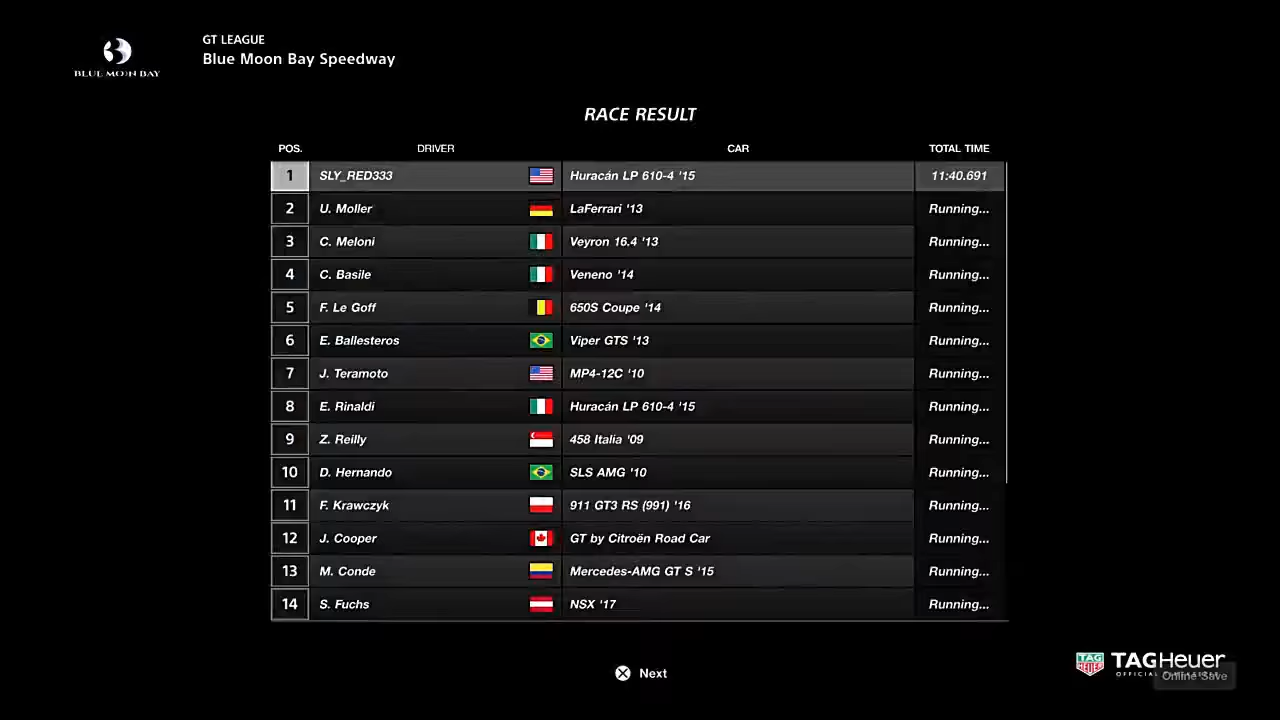 GT LEAGUE
Blue Moon Bay Speedway
BLUE MOON BAY
RACE RESULT
POS. DRIVER CAR TOTAL TIME
1 SLY_RED333 Huracán LP 610-4 '15 11:40.691
2 U. Moller LaFerrari '13 Running...
3 C. Meloni Veyron 16.4 '13 Running...
4 C. Basile Veneno '14 Running...
5 F. Le Goff 650S Coupe '14 Running...
6 E. Ballesteros Viper GTS '13 Running...
7 J. Teramoto MP4-12C '10 Running...
8 E. Rinaldi Huracán LP 610-4 '15 Running...
9 Z. Reilly 458 Italia '09 Running...
10 D. Hernando SLS AMG '10 Running...
11 F. Krawczyk 911 GT3 RS (991) '16 Running...
12 J. Cooper GT by Citroën Road Car Running...
13 M. Conde Mercedes-AMG GT S '15 Running...
14 S. Fuchs NSX '17 Running...
Next
TAG HEUER TAGHeuer
OFFICIAL
Online Save